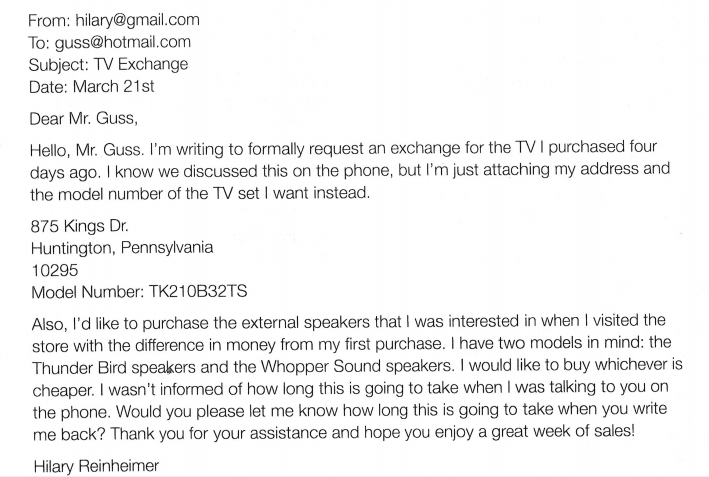 From: hilary@gmail.com
To: guss@hotmail.com
Subject: TV Exchange
Date: March 21st
Dear Mr. Guss,
Hello, Mr. Guss. I'm writing to formally request an exchange for the TV I purchased four
days ago. I know we discussed this on the phone, but I'm just attaching my address and
the model number of the TV set I want instead.
875 Kings Dr.
Huntington, Pennsylvania
10295
Model Number: TK210B32TS
Also, I'd like to purchase the external speakers that I was interested in when I visited the
store with the difference in money from my first purchase. I have two models in mind: the
Thunder Bird speakers and the Whopper Sound speakers. I would like to buy whichever is
cheaper. I wasn't informed of how long this is going to take when I was talking to you on
the phone. Would you please let me know how long this is going to take when you write
me back? Thank you for your assistance and hope you enjoy a great week of sales!
Hilary Reinheimer